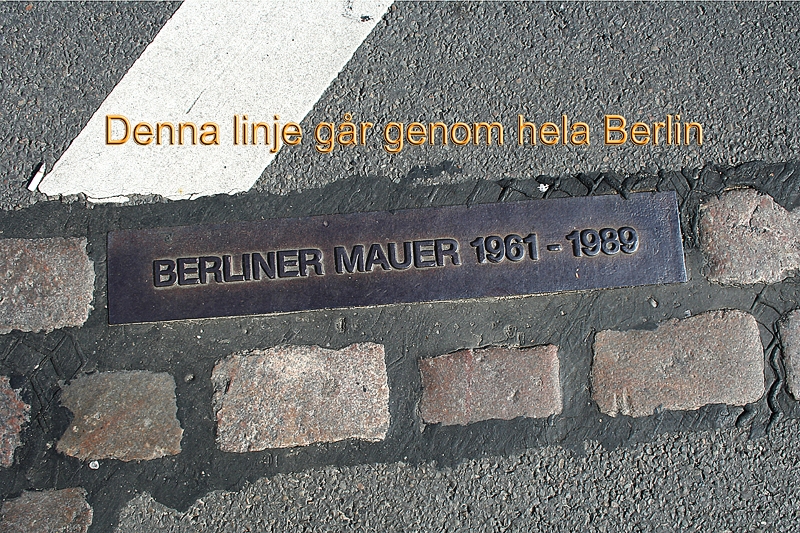 Denna linje går genom hela Berlin
BERLINER MAUER 1961 - 1989